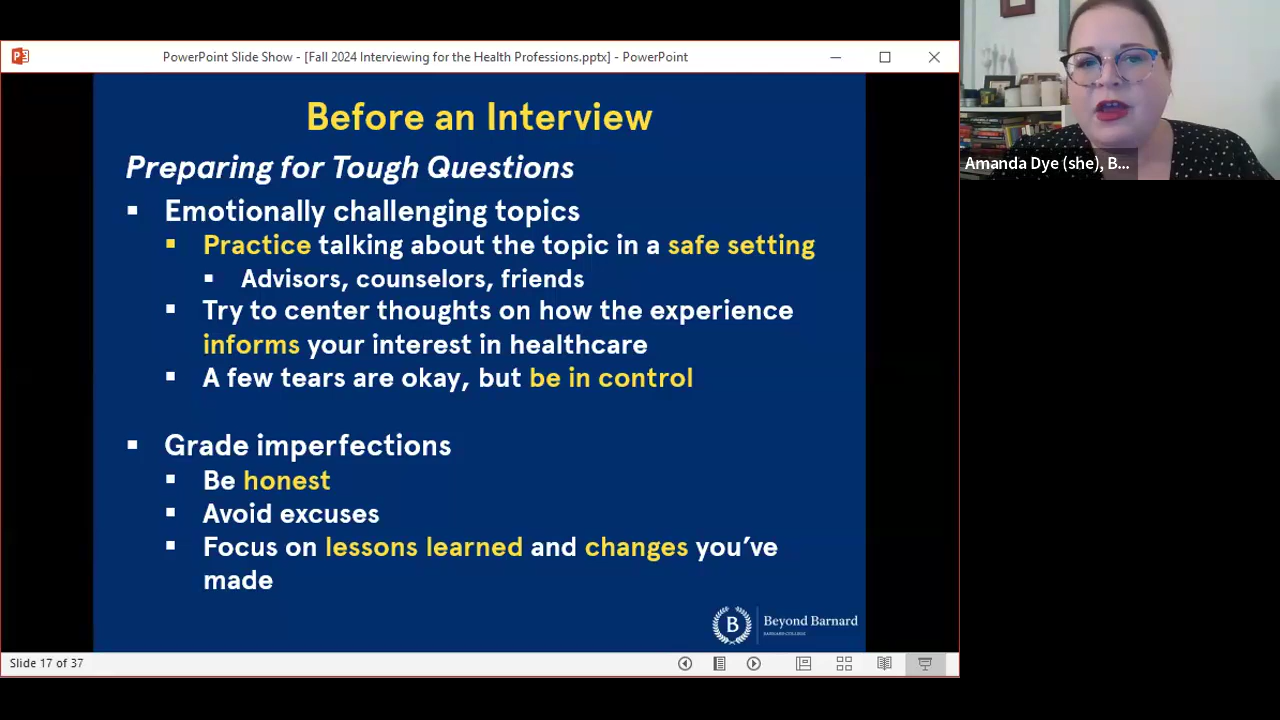 PowerPoint Slide Show - [Fall 2024 Interviewing for the Health Professions.pptx] - PowerPoint
Before an Interview
Preparing for Tough Questions
▪ Emotionally challenging topics
▪ Practice talking about the topic in a safe setting
▪ Advisors, counselors, friends
▪ Try to center thoughts on how the experience
informs your interest in healthcare
▪ A few tears are okay, but be in control
▪ Grade imperfections
▪ Be honest
▪ Avoid excuses
▪ Focus on lessons learned and changes you’ve
made
B
Beyond Barnard
BARNARD COLLEGE
Slide 17 of 37
Amanda Dye (she), B...